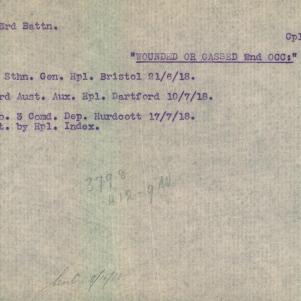 3rd Battn.
Cpl
"WOUNDED OR GASSED 2nd OCC:"
Sthn. Gen. Hpl. Bristol 21/6/18.
rd Aust. Aux. Hpl. Dartford 10/7/18.
o. 3 Comd. Dep. Hurdcott 17/7/18.
t. by Hpl. Index.
3798